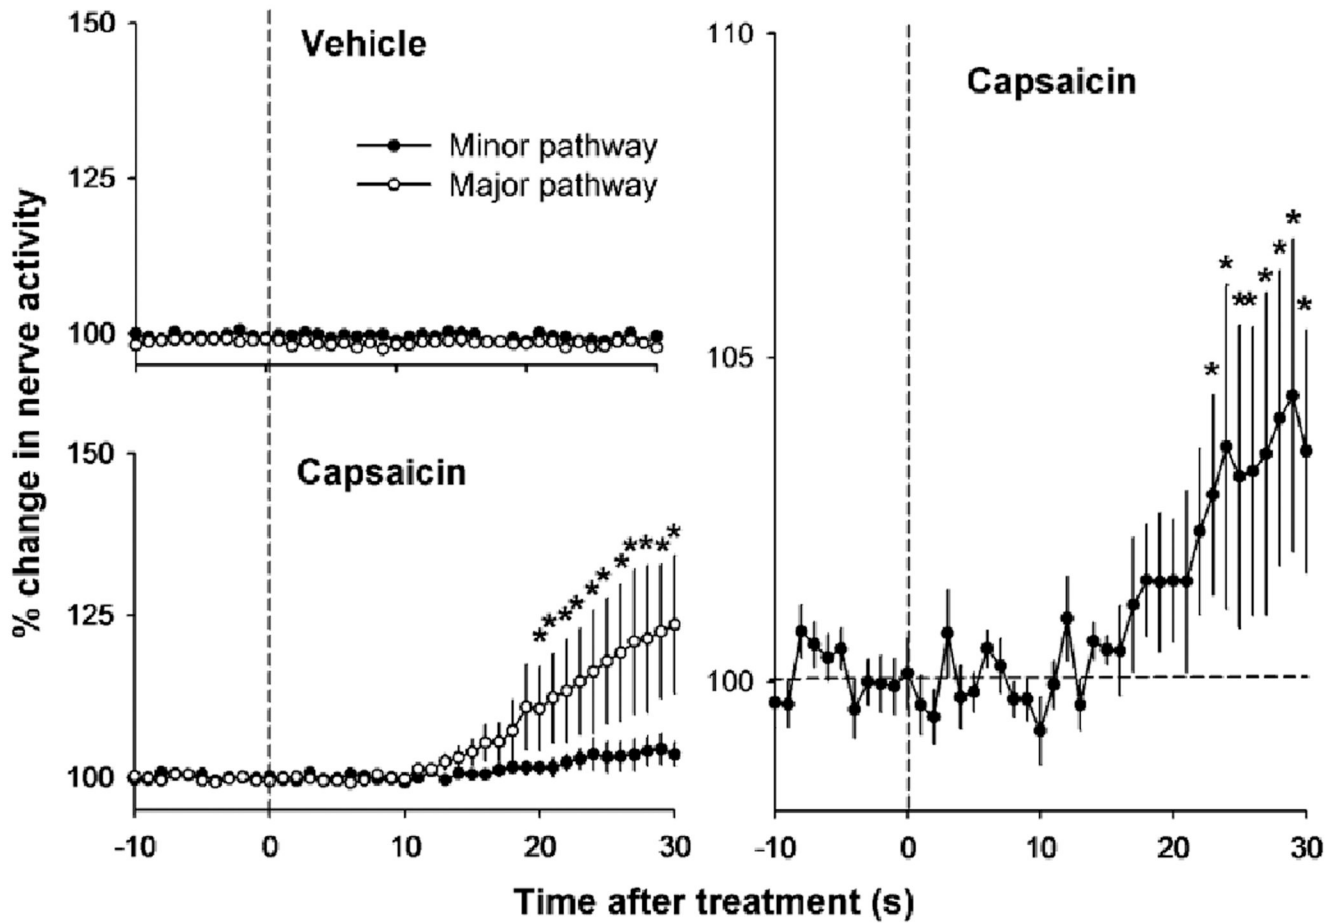 150
Vehicle
Minor pathway
Major pathway
125
100
% change in nerve activity
150
Capsaicin
* * * * * * * * * * *
125
100
-10 0 10 20 30
110
Capsaicin
* * * * * * * *
105
100
-10 0 10 20 30
Time after treatment (s)